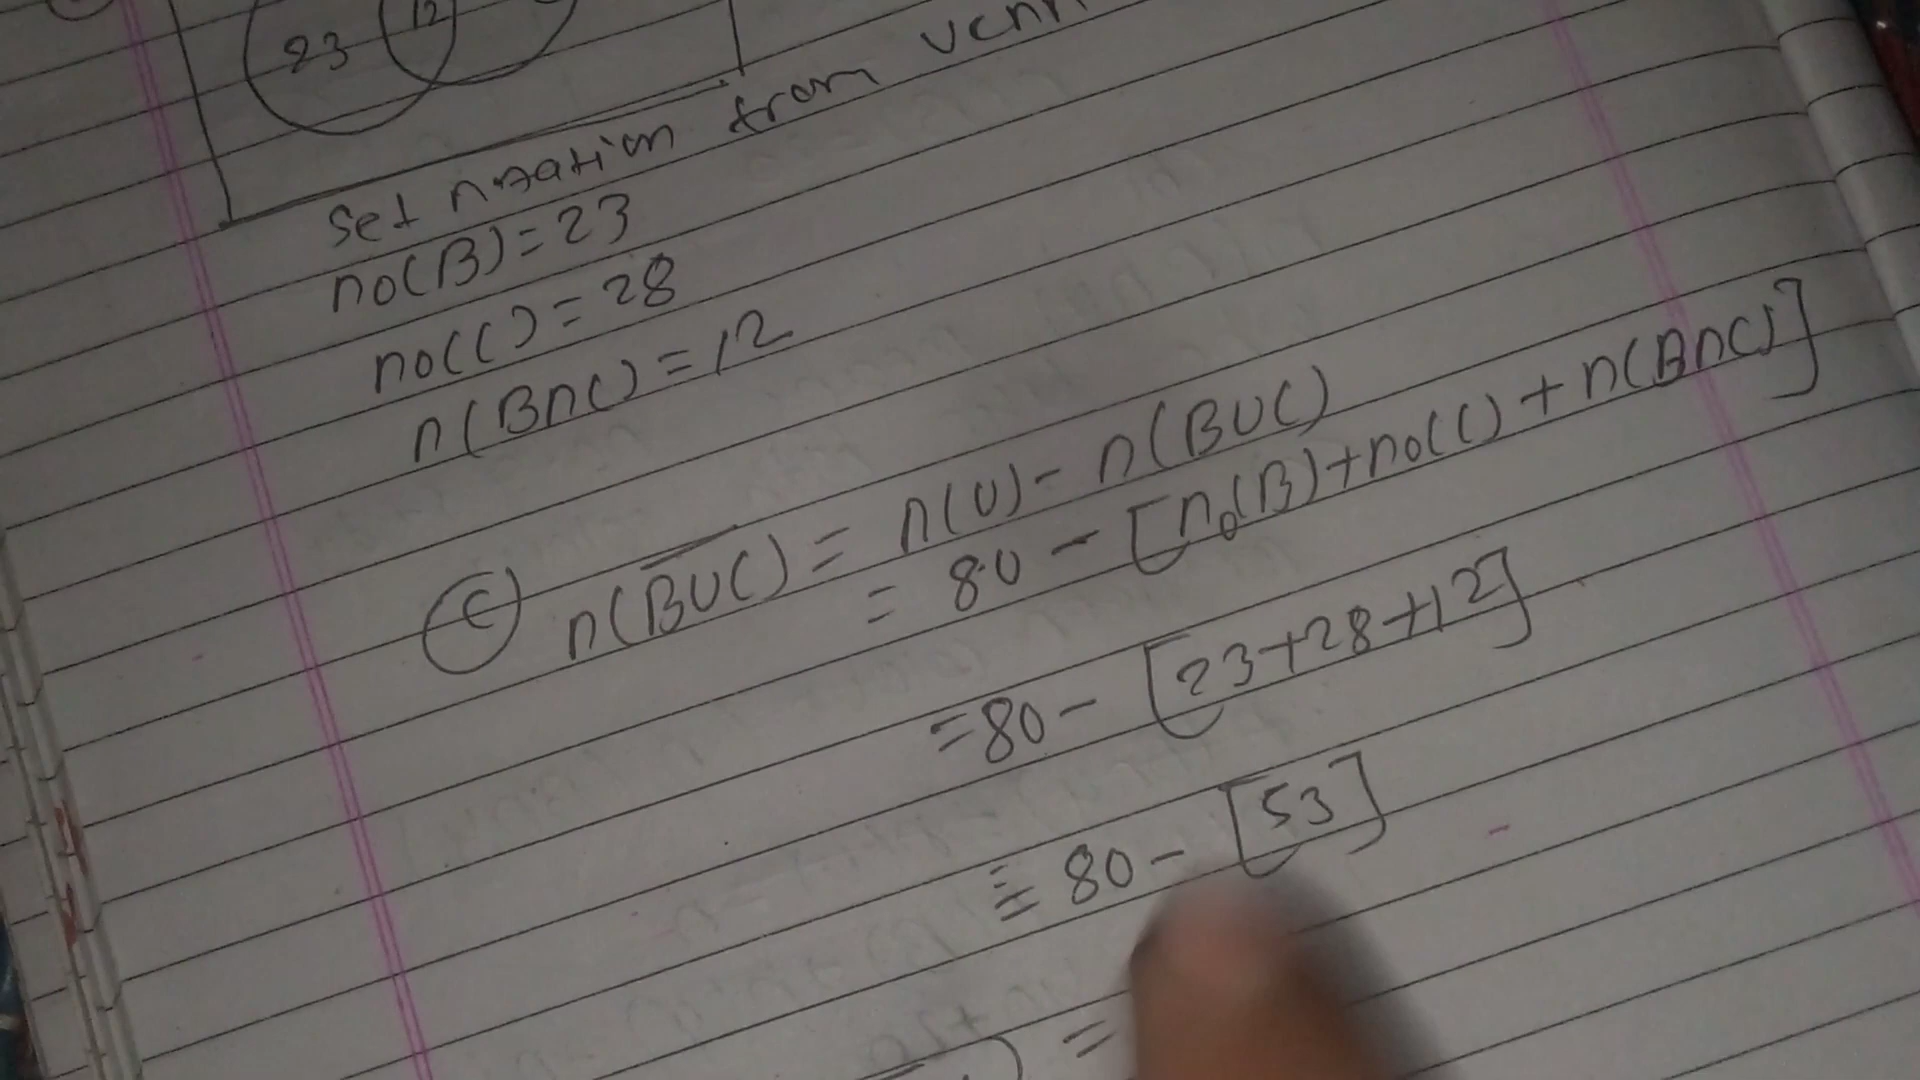 23 12
Set notation from venn
no(B)=23
no(C)=28
n(B∩C)=12
(c) n(B̅∪̅C̅)= n(U)- n(B∪C)
= 80 - [no(B)+no(C)+n(B∩C)]
=80- [23+28+12]
= 80- [53]
=